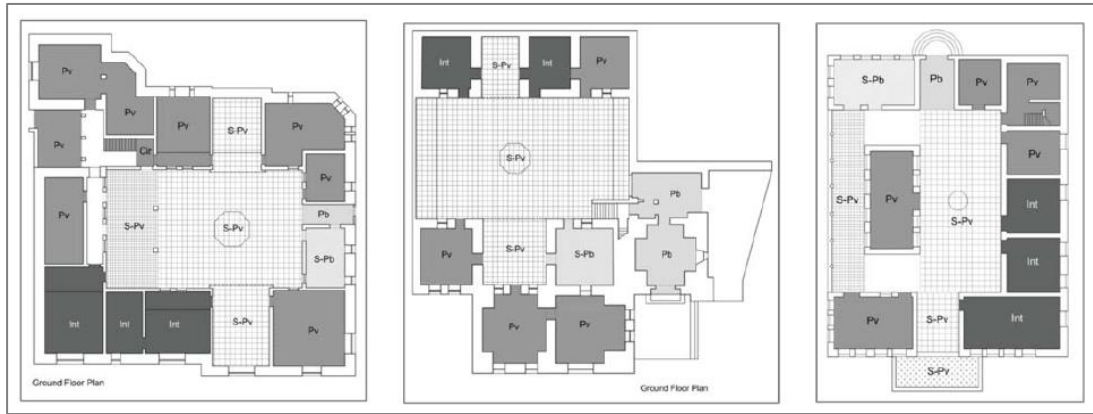 Pv
Pv
Pv
Pv
Cir
S-Pv
Pv
Pv
Pv
S-Pv
S-Pv
Pb
S-Pb
Int
Int
Int
S-Pv
Pv
Ground Floor Plan
Int
S-Pv
Int
Pv
S-Pv
Pb
Pv
S-Pv
S-Pb
Pb
Pv
Pv
Ground Floor Plan
S-Pb
Pb
Pv
Pv
Pv
S-Pv
Pv
S-Pv
Int
Int
Pv
S-Pv
Int
S-Pv